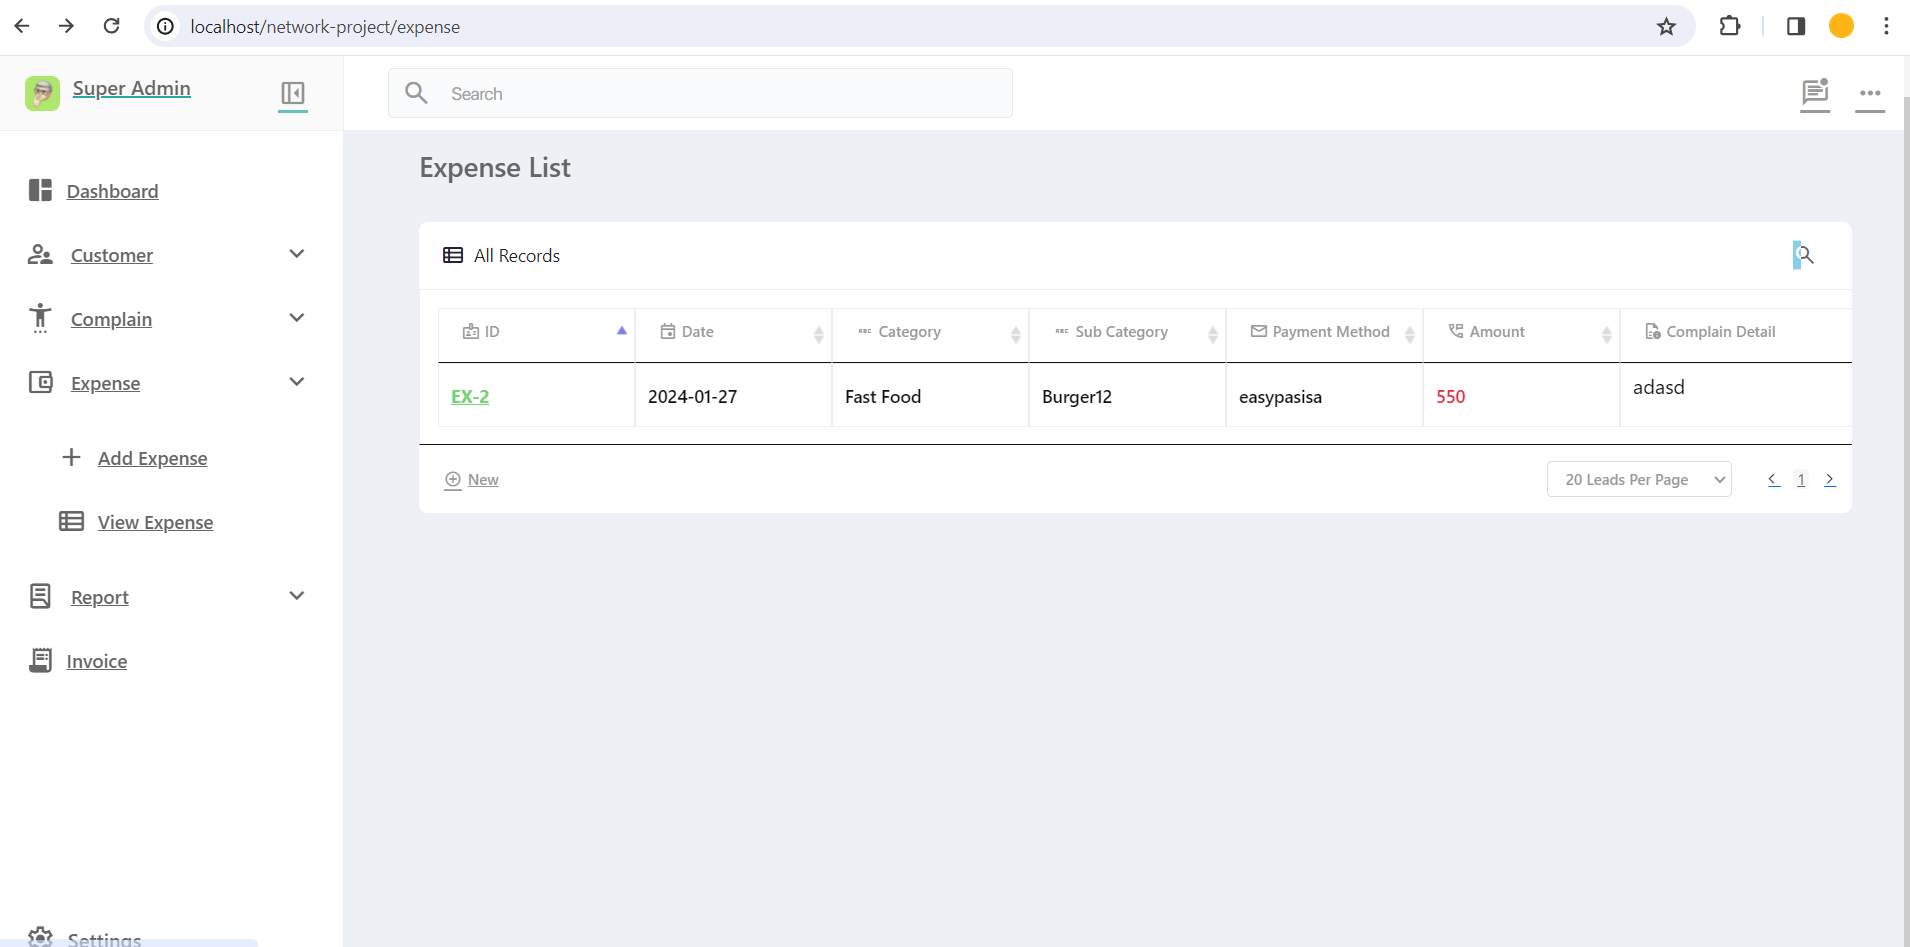 localhost/network-project/expense
Super Admin
Search
Dashboard
Customer
Complain
Expense
Add Expense
View Expense
Report
Invoice
Settings
Expense List
All Records
ID Date Category Sub Category Payment Method Amount Complain Detail
EX-2 2024-01-27 Fast Food Burger12 easypasisa 550 adasd
New 20 Leads Per Page 1